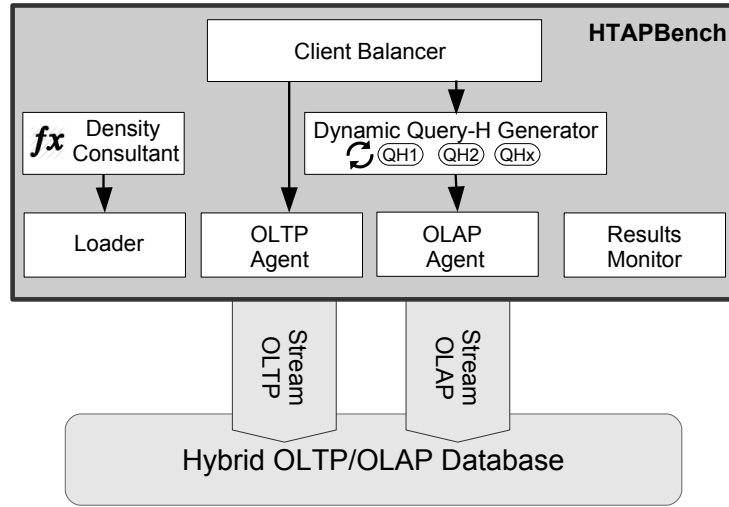 HTAPBench
Client Balancer
fx
Density
Consultant
Dynamic Query-H Generator
QH1
QH2
QHx
Loader
OLTP
Agent
OLAP
Agent
Results
Monitor
Stream
OLTP
Stream
OLAP
Hybrid OLTP/OLAP Database